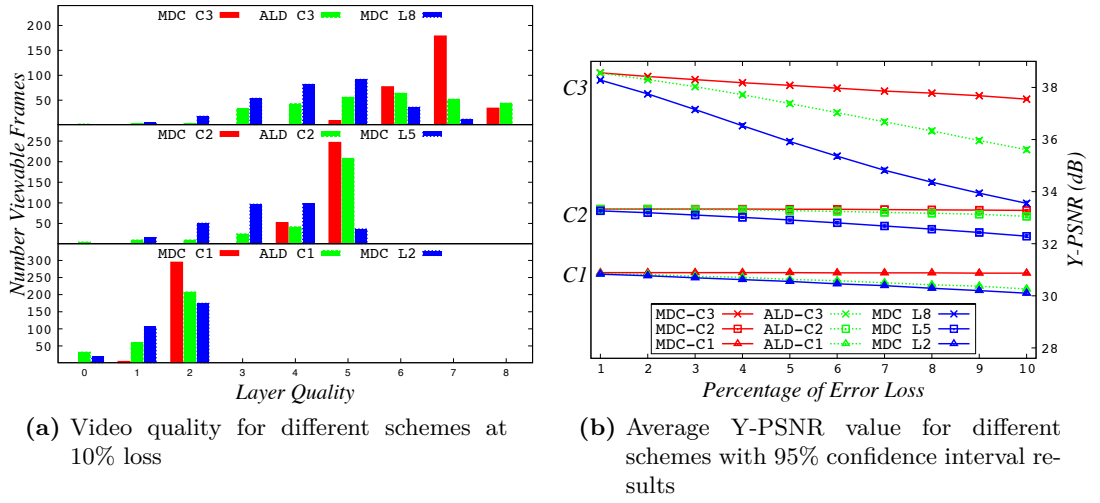 MDC C3 ALD C3 MDC L8
200
150
100
50
MDC C2 ALD C2 MDC L5
250
200
150
100
50
MDC C1 ALD C1 MDC L2
300
250
200
150
100
50
Number Viewable Frames
0 1 2 3 4 5 6 7 8
Layer Quality
(a) Video quality for different schemes at
10% loss
C3
C2
C1
38
36
34
32
30
28
Y-PSNR (dB)
MDC-C3 ALD-C3 MDC L8
MDC-C2 ALD-C2 MDC L5
MDC-C1 ALD-C1 MDC L2
1 2 3 4 5 6 7 8 9 10
Percentage of Error Loss
(b) Average Y-PSNR value for different
schemes with 95% confidence interval re-
sults